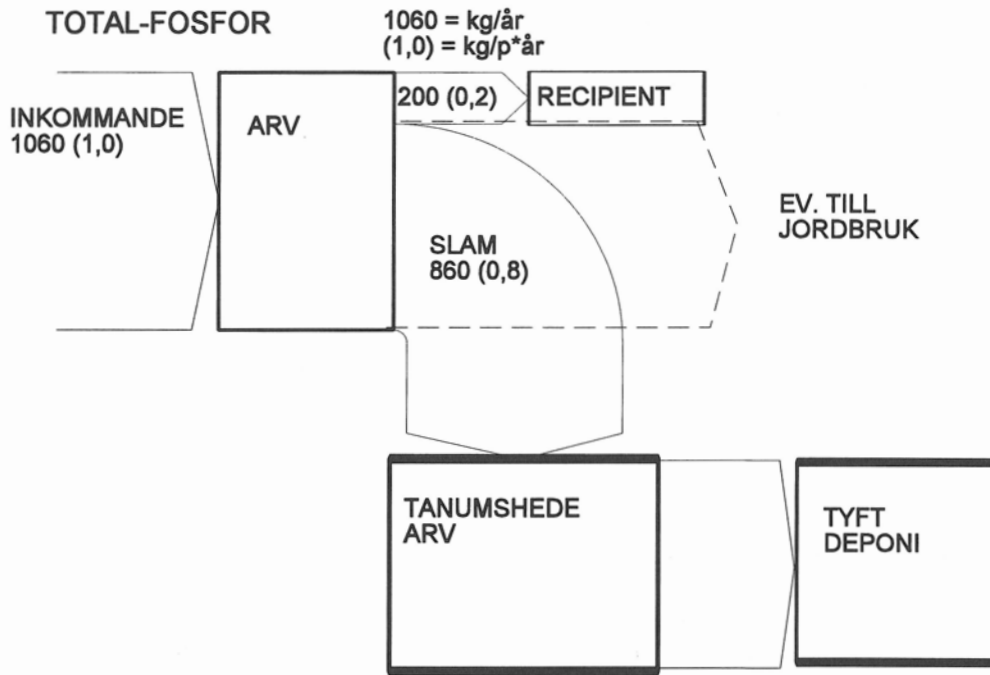 TOTAL-FOSFOR
1060 = kg/år
(1,0) = kg/p*år
INKOMMANDE
1060 (1,0)
ARV
200 (0,2)
RECIPIENT
SLAM
860 (0,8)
EV. TILL
JORDBRUK
TANUMSHEDE
ARV
TYFT
DEPONI